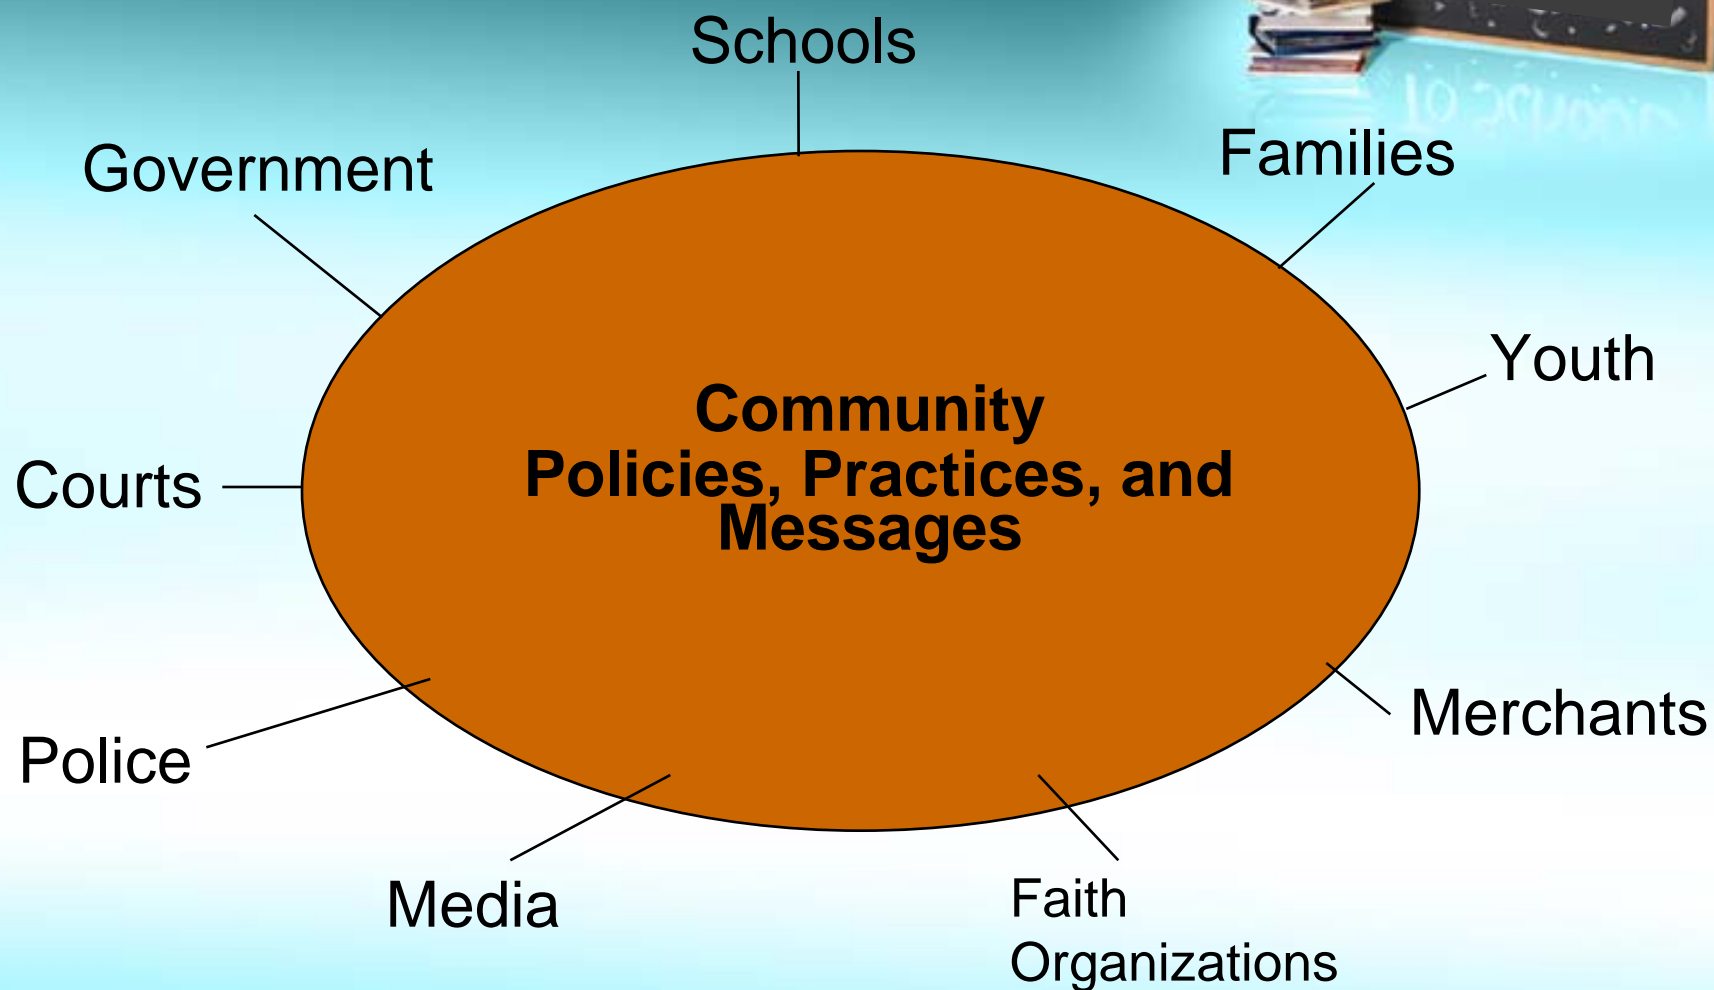 Schools
Government
Families
Youth
Community
Policies, Practices, and
Messages
Courts
Merchants
Police
Media
Faith
Organizations